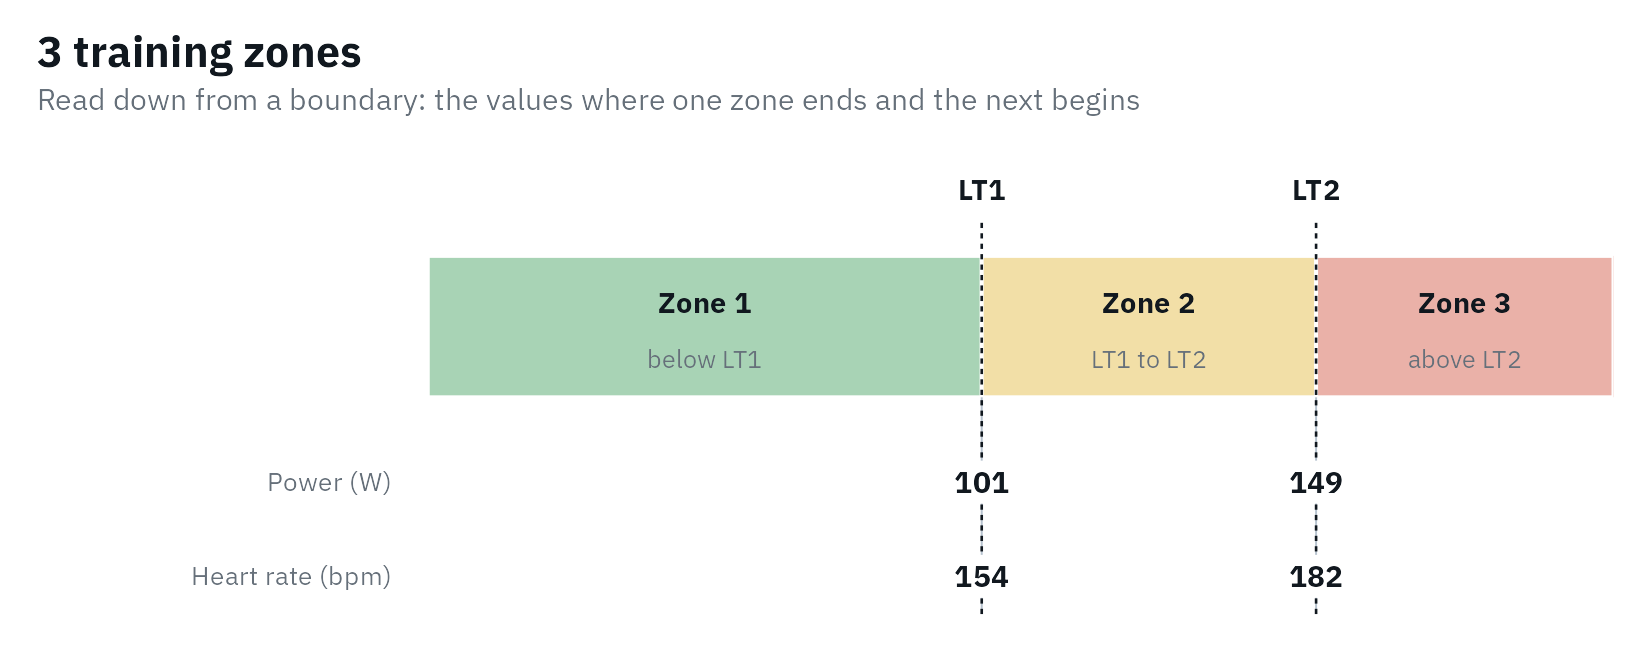 3 training zones
Read down from a boundary: the values where one zone ends and the next begins
LT1 LT2
Zone 1 Zone 2 Zone 3
below LT1 LT1 to LT2 above LT2
Power (W) 101 149
Heart rate (bpm) 154 182